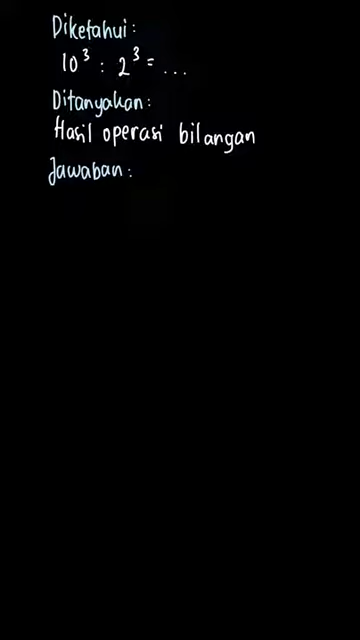 Diketahui:
10³ : 2³ = ...
Ditanyakan:
Hasil operasi bilangan
Jawaban: